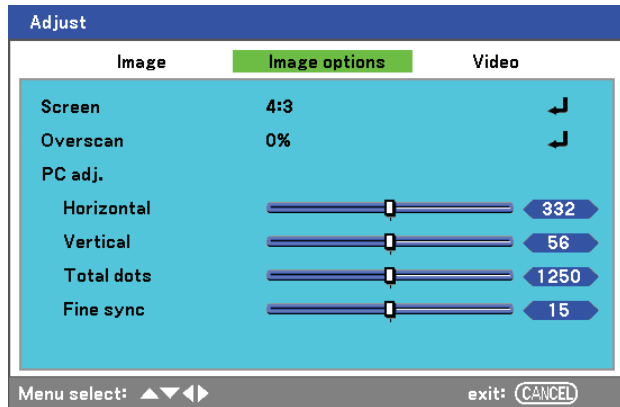 Adjust
Image Image options Video
Screen 4:3
Overscan 0%
PC adj.
Horizontal 332
Vertical 56
Total dots 1250
Fine sync 15
Menu select: exit: CANCEL